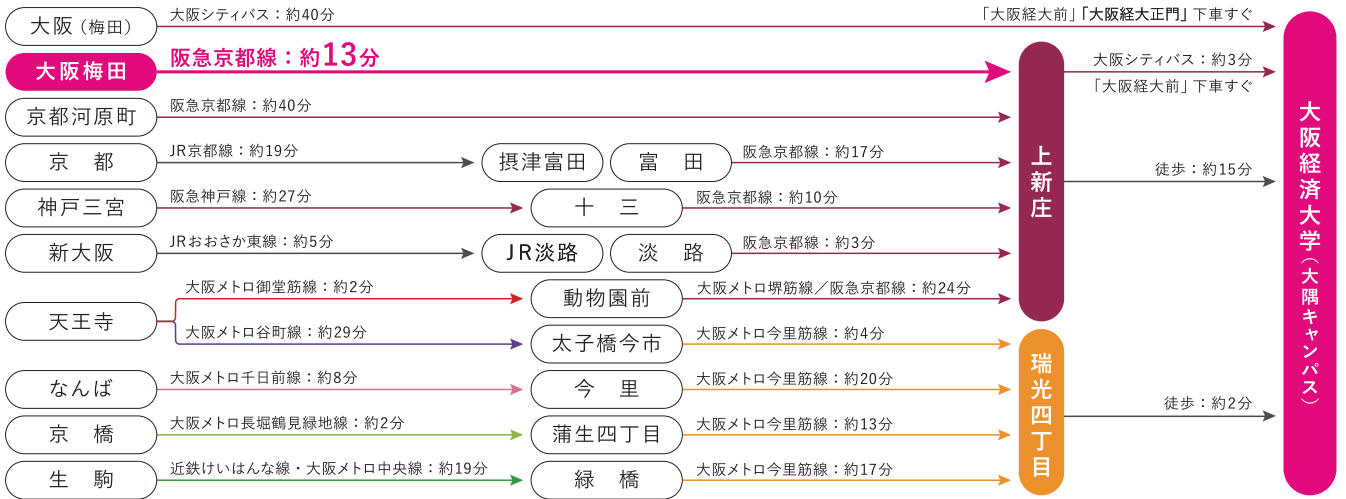 大阪（梅田）
大阪シティバス：約40分
「大阪経大前」「大阪経大正門」下車すぐ
大阪梅田
阪急京都線：約13分
大阪シティバス：約3分
「大阪経大前」下車すぐ
京都河原町
阪急京都線：約40分
京　都
JR京都線：約19分
摂津富田
富　田
阪急京都線：約17分
徒歩：約15分
神戸三宮
阪急神戸線：約27分
十　三
阪急京都線：約10分
新大阪
JRおおさか東線：約5分
JR淡路
淡　路
阪急京都線：約3分
上新庄
天王寺
大阪メトロ御堂筋線：約2分
動物園前
大阪メトロ堺筋線／阪急京都線：約24分
大阪メトロ谷町線：約29分
太子橋今市
大阪メトロ今里筋線：約4分
なんば
大阪メトロ千日前線：約8分
今　里
大阪メトロ今里筋線：約20分
京　橋
大阪メトロ長堀鶴見緑地線：約2分
蒲生四丁目
大阪メトロ今里筋線：約13分
生　駒
近鉄けいはんな線・大阪メトロ中央線：約19分
緑　橋
大阪メトロ今里筋線：約17分
瑞光四丁目
徒歩：約2分
大阪経済大学（大隅キャンパス）